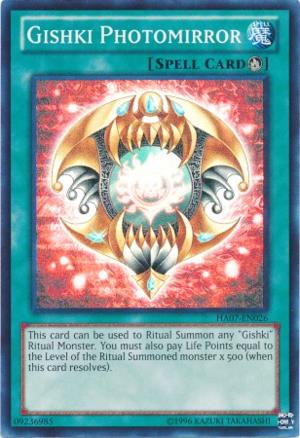 GISHKI PHOTOMIRROR 魔
[SPELL CARD]
HA07-EN026
This card can be used to Ritual Summon any "Gishki"
Ritual Monster. You must also pay Life Points equal to
the Level of the Ritual Summoned monster x 500 (when
this card resolves).
09236985 ©1996 KAZUKI TAKAHASHI